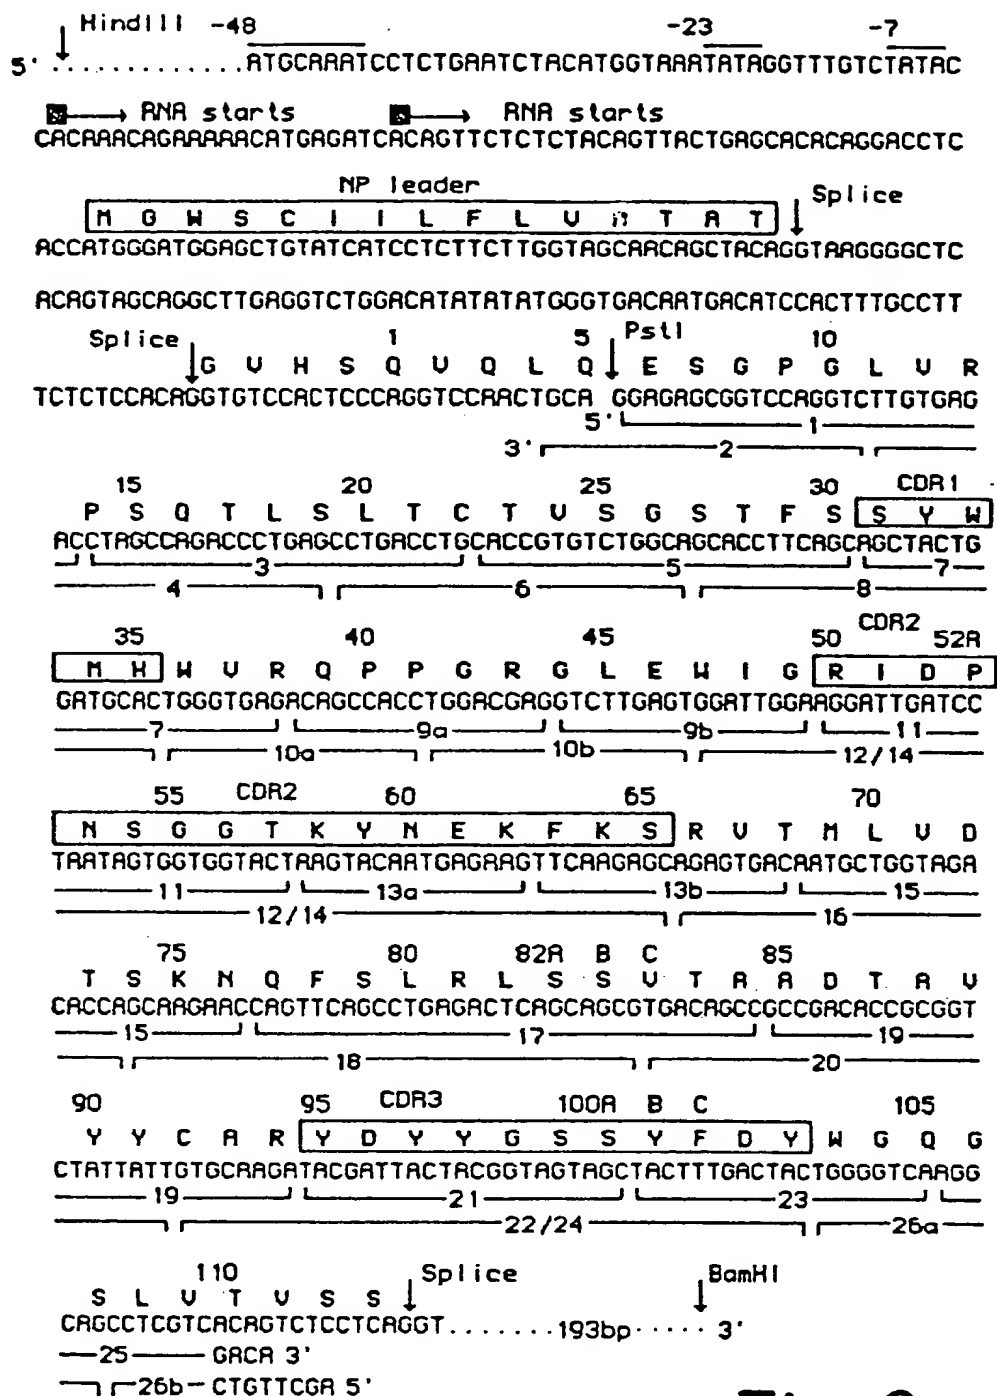 HindIII -48 -23 -7
5' .............ATGCAAATCCTCTGAATCTACATGGTAAATATAGGTTTGTCTATAC
RNA starts RNA starts
CACAAACAGAAAAACATGAGATCACAGTTCTCTCTACAGTTACTGAGCACACAGGACCTC
NP leader Splice
M G W S C I I L F L V A T A T
ACCATGGGATGGAGCTGTATCATCCTCTTCTTGGTAGCAACAGCTACAGGTAAGGGGCTC
ACAGTAGCAGGCTTGAGGTCTGGACATATATATGGGTGACAATGACATCCACTTTGCCTT
Splice 1 5 PstI 10
G V H S Q V Q L Q E S G P G L V R
TCTCTCCACAGGTGTCCACTCCCAGGTCCAACTGCA GGAGAGCGGTCCAGGTCTTGTGAG
5' 1
3' 2
15 20 25 30 CDR1
P S Q T L S L T C T V S G S T F S S Y W
ACCTAGCCAGACCCTGAGCCTGACCTGCACCGTGTCTGGCAGCACCTTCAGCAGCTACTG
3 5 7
4 6 8
35 40 45 50 CDR2 52A
M H W V R Q P P G R G L E W I G R I D P
GATGCACTGGGTGAGACAGCCACCTGGACGAGGTCTTGAGTGGATTGGAAGGATTGATCC
7 9a 9b 11
10a 10b 12/14
55 CDR2 60 65 70
N S G G T K Y N E K F K S R V T M L V D
TAATAGTGGTGGTACTAAGTACAATGAGAAGTTCAAGAGCAGAGTGACAATGCTGGTAGA
11 13a 13b 15
12/14 16
75 80 82A B C 85
T S K N Q F S L R L S S V T A A D T A V
CACCAGCAAGAACCAGTTCAGCCTGAGACTCAGCAGCGTGACAGCCGCCGACACCGCGGT
15 17 19
18 20
90 95 CDR3 100A B C 105
Y Y C A R Y D Y Y G S S Y F D Y W G Q G
CTATTATTGTGCAAGATACGATTACTACGGTAGTAGCTACTTTGACTACTGGGGTCAAGG
19 21 23
22/24 26a
110 Splice BamHI
S L V T V S S
CAGCCTCGTCACAGTCTCCTCAGGT.......193bp..... 3'
25 GACA 3'
26b CTGTTCGA 5'